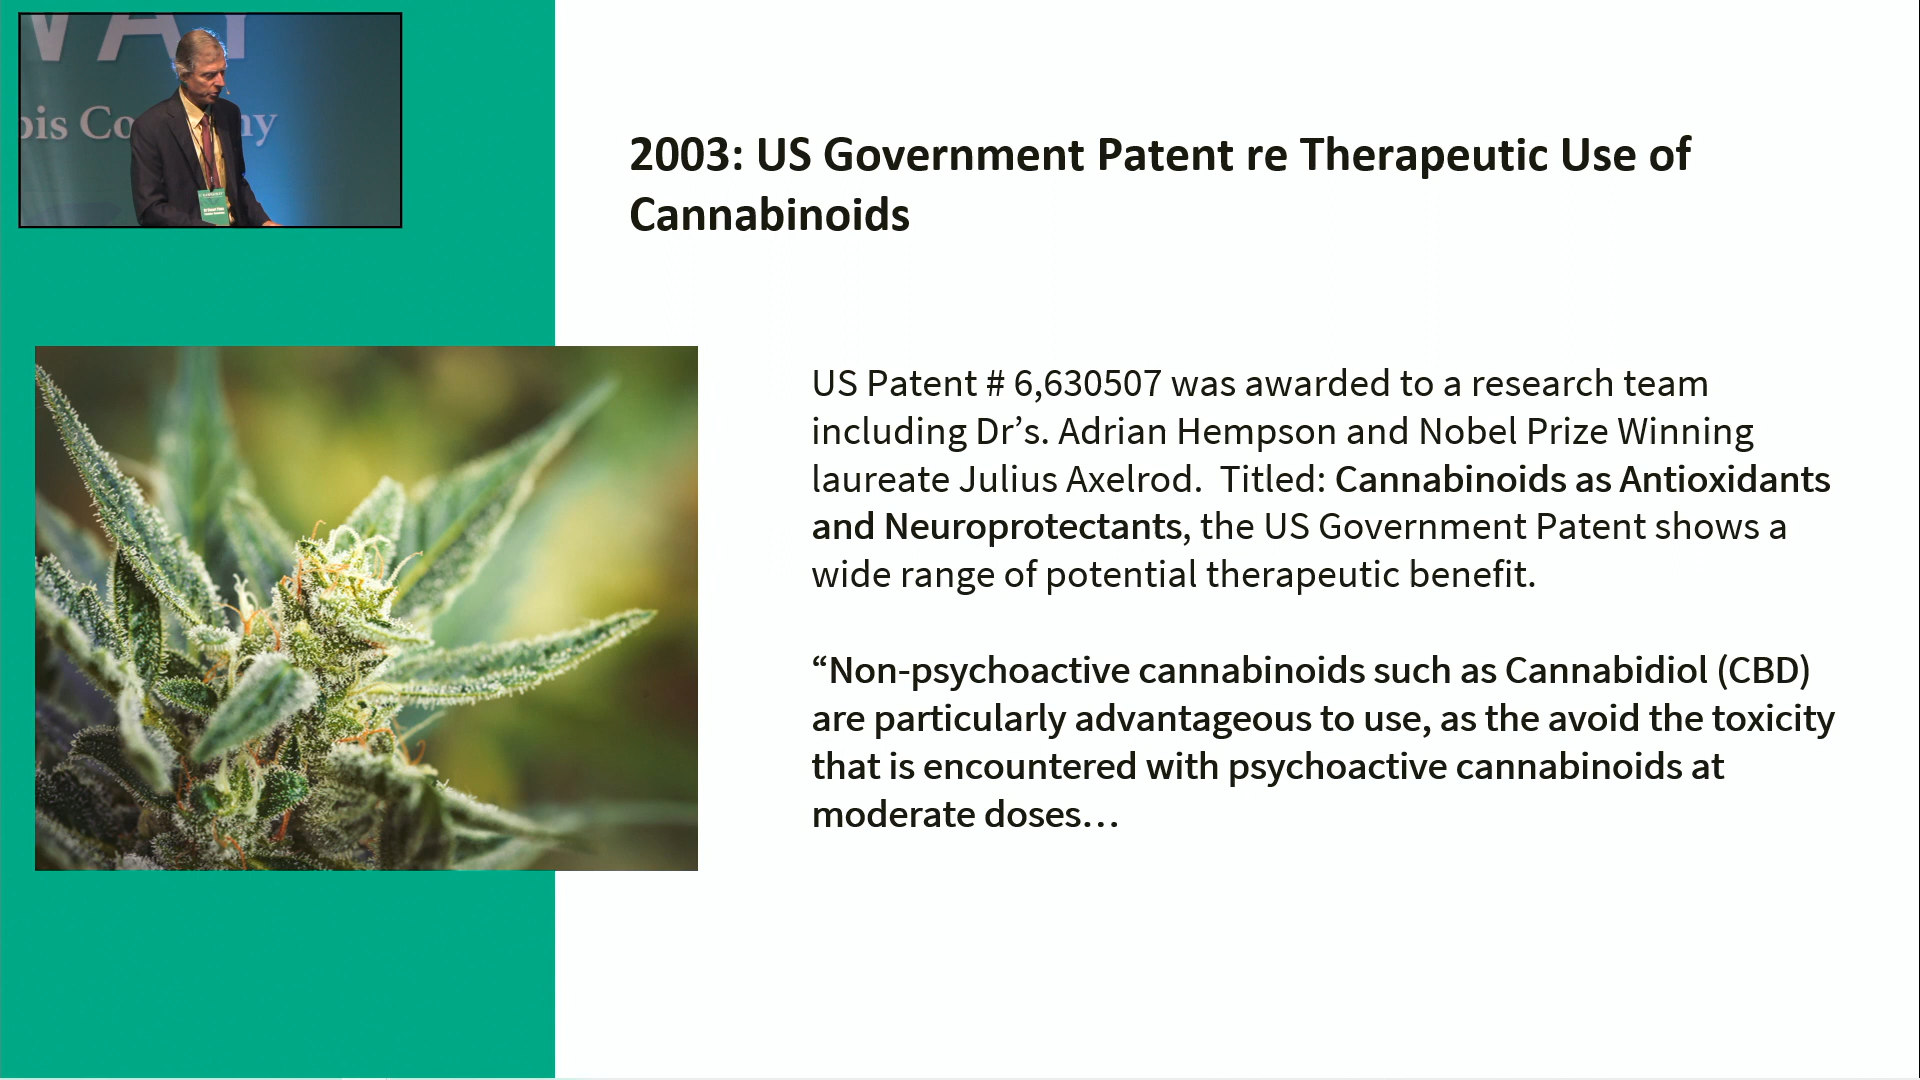 WAY
bis Co ny
2003: US Government Patent re Therapeutic Use of
Cannabinoids
US Patent # 6,630507 was awarded to a research team
including Dr’s. Adrian Hempson and Nobel Prize Winning
laureate Julius Axelrod.  Titled: Cannabinoids as Antioxidants
and Neuroprotectants, the US Government Patent shows a
wide range of potential therapeutic benefit.
“Non-psychoactive cannabinoids such as Cannabidiol (CBD)
are particularly advantageous to use, as the avoid the toxicity
that is encountered with psychoactive cannabinoids at
moderate doses…